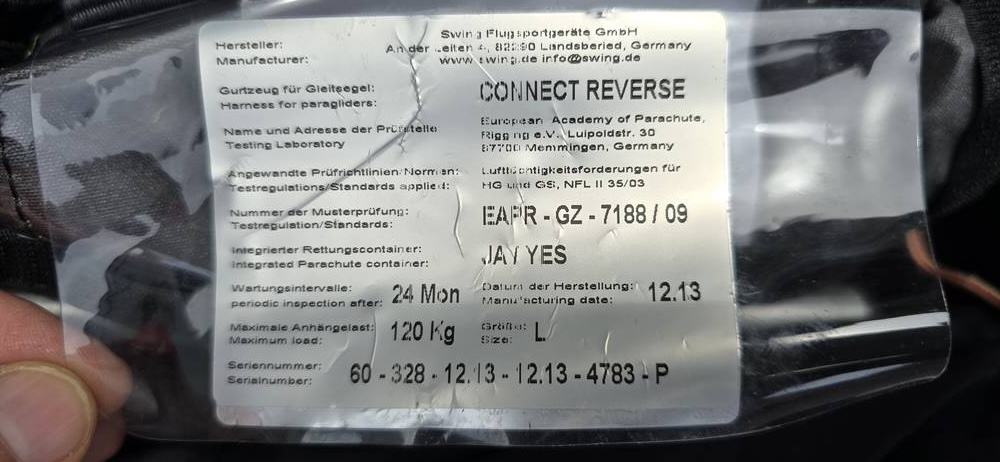 Hersteller:
Manufacturer:
Swing Flugsportgeräte GmbH
An der Leiten 4, 82290 Landsberied, Germany
www.swing.de info@swing.de
Gurtzeug für Gleitsegel:
Harness for paragliders:
CONNECT REVERSE
Name und Adresse der Prüfstelle
Testing Laboratory
European Academy of Parachute,
Rigging e.V., Luipoldstr. 30
87700 Memmingen, Germany
Angewandte Prüfrichtlinien/Normen:
Testregulations/Standards applied:
Lufttüchtigkeitsforderungen für
HG und GS, NFL II 35/03
Nummer der Musterprüfung:
Testregulation/Standards:
EAPR - GZ - 7188 / 09
Integrierter Rettungscontainer:
Integrated Parachute container:
JA / YES
Wartungsintervalle:
periodic inspection after:
24 Mon
Datum der Herstellung:
Manufacturing date:
12.13
Maximale Anhängelast:
Maximum load:
120 Kg
Größe:
Size:
L
Seriennummer:
Serialnumber:
60 - 328 - 12.13 - 12.13 - 4783 - P